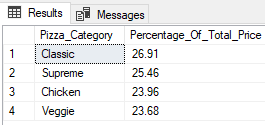 Results Messages
Pizza_Category Percentage_Of_Total_Price
1 Classic 26.91
2 Supreme 25.46
3 Chicken 23.96
4 Veggie 23.68